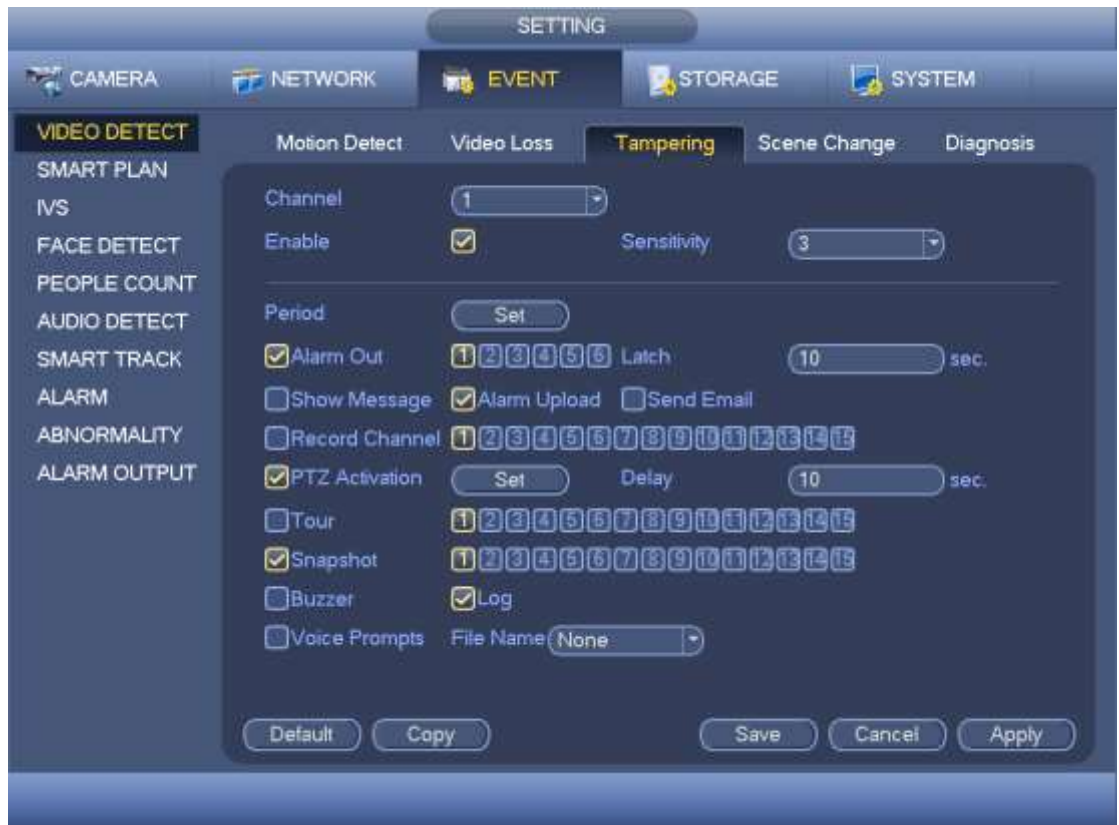 SETTING
CAMERA NETWORK EVENT STORAGE SYSTEM
VIDEO DETECT
SMART PLAN
IVS
FACE DETECT
PEOPLE COUNT
AUDIO DETECT
SMART TRACK
ALARM
ABNORMALITY
ALARM OUTPUT
Motion Detect Video Loss Tampering Scene Change Diagnosis
Channel 1
Enable Sensitivity 3
Period Set
Alarm Out 1 2 3 4 5 6 Latch 10 sec.
Show Message Alarm Upload Send Email
Record Channel 1 2 3 4 5 6 7 8 9 10 11 12 13 14 15
PTZ Activation Set Delay 10 sec.
Tour 1 2 3 4 5 6 7 8 9 10 11 12 13 14 15
Snapshot 1 2 3 4 5 6 7 8 9 10 11 12 13 14 15
Buzzer Log
Voice Prompts File Name None
Default Copy Save Cancel Apply